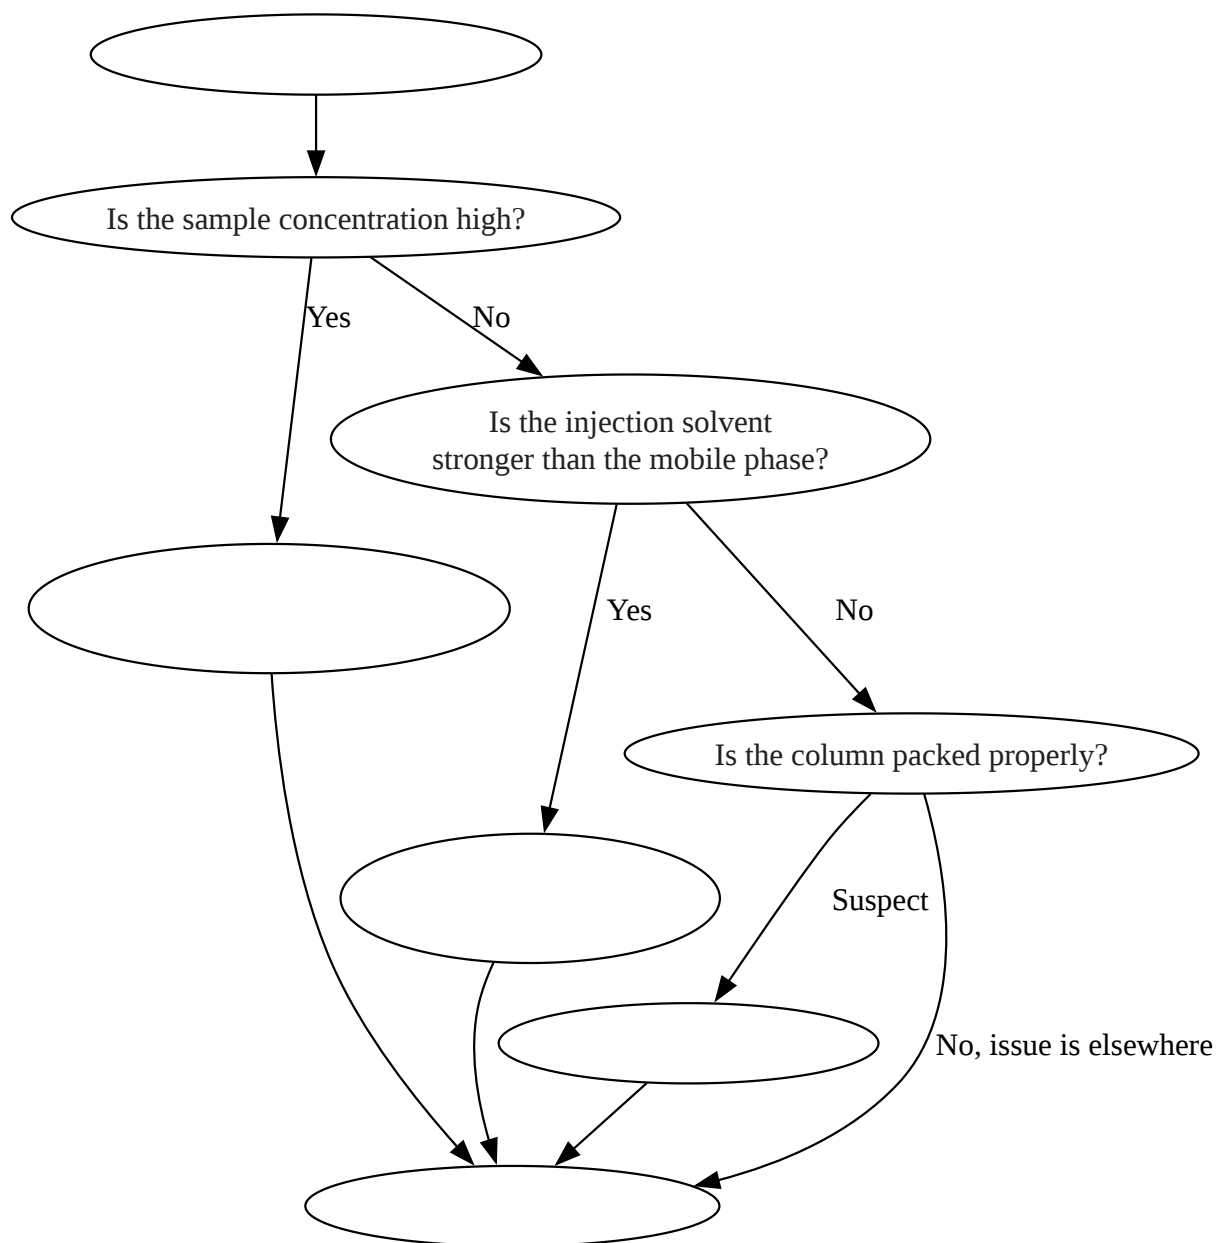 Is the sample concentration high?
Yes
No
Is the injection solvent
stronger than the mobile phase?
Yes
No
Is the column packed properly?
Suspect
No, issue is elsewhere